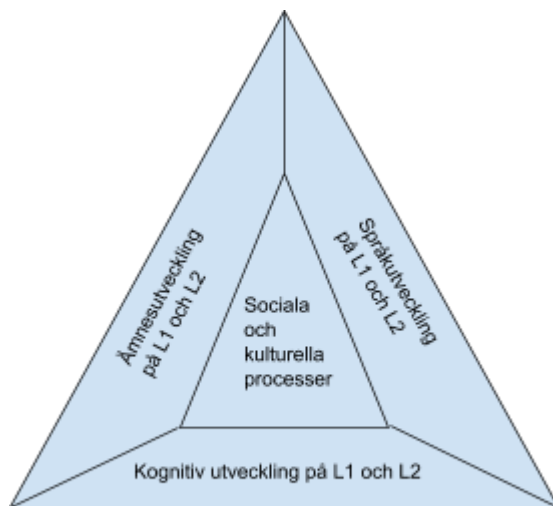 Ämnesutveckling
på L1 och L2
Språkutveckling
på L1 och L2
Sociala
och
kulturella
processer
Kognitiv utveckling på L1 och L2